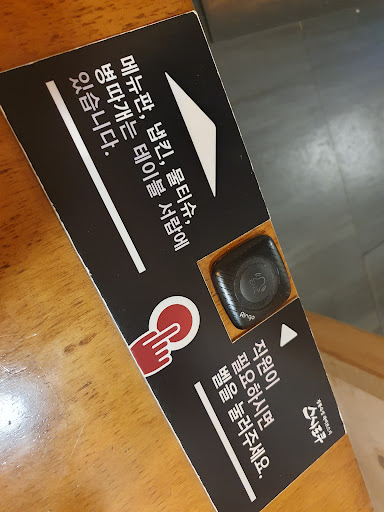 메뉴판, 냅킨, 물티슈,
병따개는 테이블 서랍에
있습니다.
Ringo
직원이
필요하시면
벨을 눌러주세요.